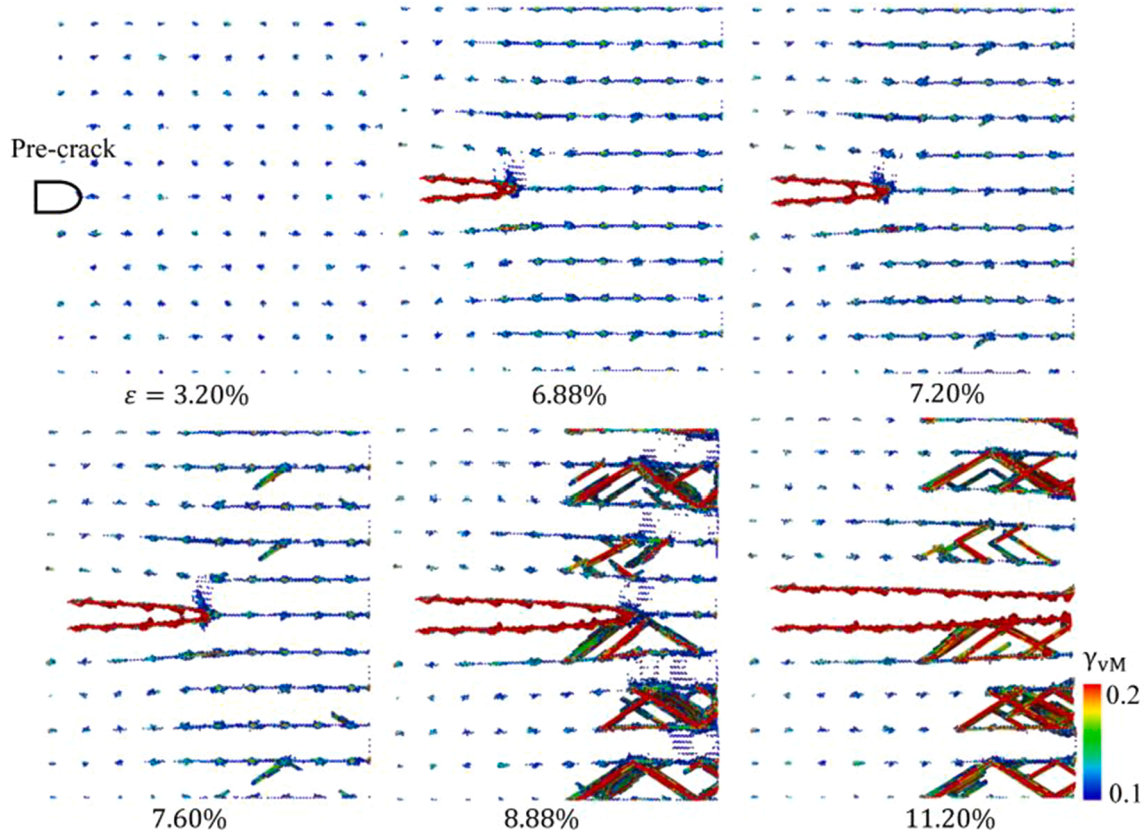 Pre-crack
ε = 3.20%
6.88%
7.20%
γvM
0.2
0.1
7.60%
8.88%
11.20%